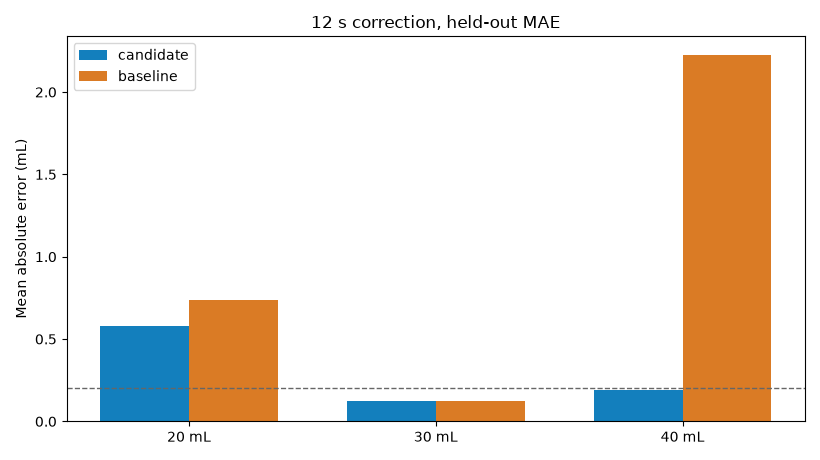 12 s correction, held-out MAE
candidate
baseline
Mean absolute error (mL)
2.0
1.5
1.0
0.5
0.0
20 mL
30 mL
40 mL